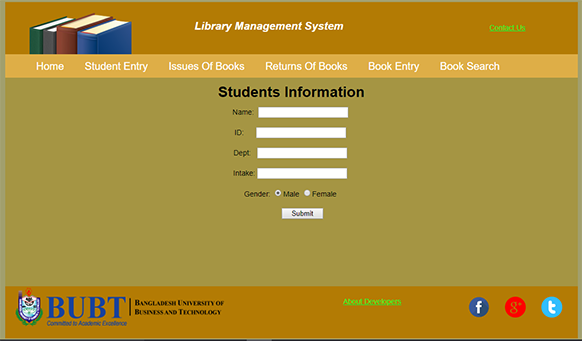 Library Management System
Contact Us
Home Student Entry Issues Of Books Returns Of Books Book Entry Book Search
Students Information
Name:
ID:
Dept:
Intake:
Gender: Male Female
Submit
BUBT
Committed to Academic Excellence
BANGLADESH UNIVERSITY OF
BUSINESS AND TECHNOLOGY
About Developers
f g+